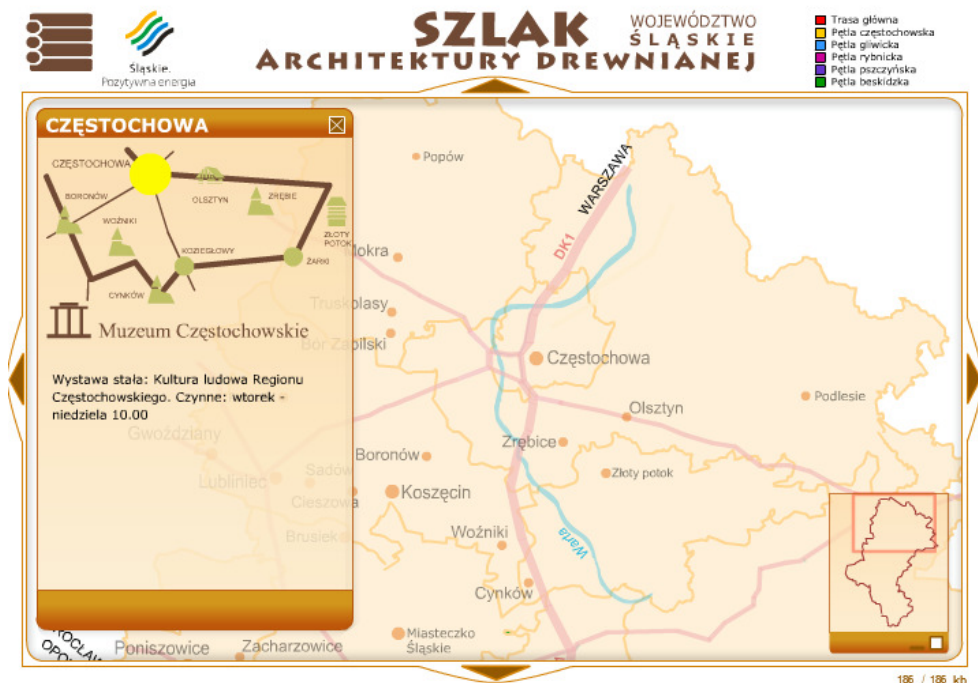 Śląskie.
Pozytywna energia
SZLAK
ARCHITEKTURY DREWNIANEJ
WOJEWÓDZTWO
ŚLĄSKIE
Trasa główna
Pętla częstochowska
Pętla gliwicka
Pętla rybnicka
Pętla pszczyńska
Pętla beskidzka
CZĘSTOCHOWA
CZĘSTOCHOWA
BORONÓW
WOŹNIKI
OLSZTYN
ZRĘBIE
ZŁOTY
POTOK
KOZIEGŁOWY
ŻARKI
CYNKÓW
Muzeum Częstochowskie
Wystawa stała: Kultura ludowa Regionu
Częstochowskiego. Czynne: wtorek -
niedziela 10.00
Popów
WARSZAWA
DK1
Mokra
Truskolasy
Bór Zapilski
Częstochowa
Podlesie
Olsztyn
Gwoździany
Zrębice
Boronów
Złoty potok
Sadów
Lubliniec
Koszęcin
Cieszowa
Brusiek
Woźniki
Warta
Cynków
Miasteczko
Śląskie
Poniszowice
Zacharzowice
WROCŁAW
186 / 186 kb